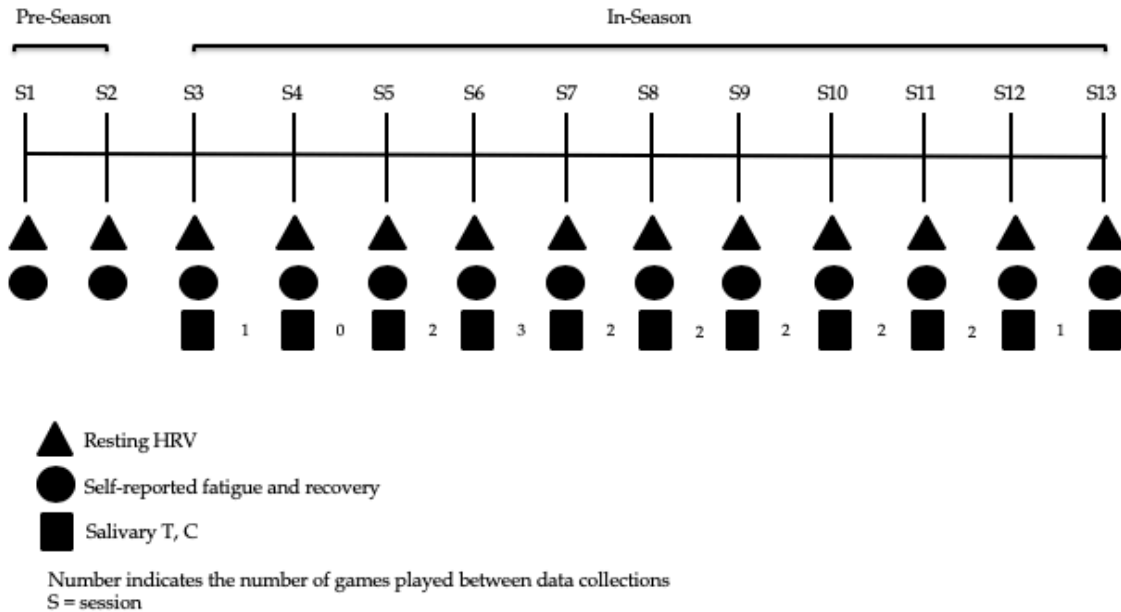 Pre-Season In-Season
S1 S2 S3 S4 S5 S6 S7 S8 S9 S10 S11 S12 S13
1 0 2 3 2 2 2 2 2 1
Resting HRV
Self-reported fatigue and recovery
Salivary T, C
Number indicates the number of games played between data collections
S = session